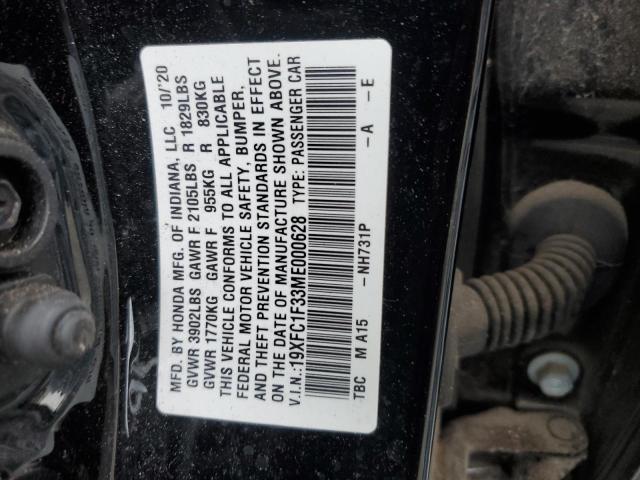 MFD. BY HONDA MFG. OF INDIANA, LLC 10/'20
GVWR 3902LBS GAWR F 2105LBS R 1829LBS
GVWR 1770KG GAWR F 955KG R 830KG
THIS VEHICLE CONFORMS TO ALL APPLICABLE
FEDERAL MOTOR VEHICLE SAFETY, BUMPER,
AND THEFT PREVENTION STANDARDS IN EFFECT
ON THE DATE OF MANUFACTURE SHOWN ABOVE.
V.I.N.:19XFC1F33ME000628 TYPE: PASSENGER CAR
TBC M A15 -NH731P -A -E